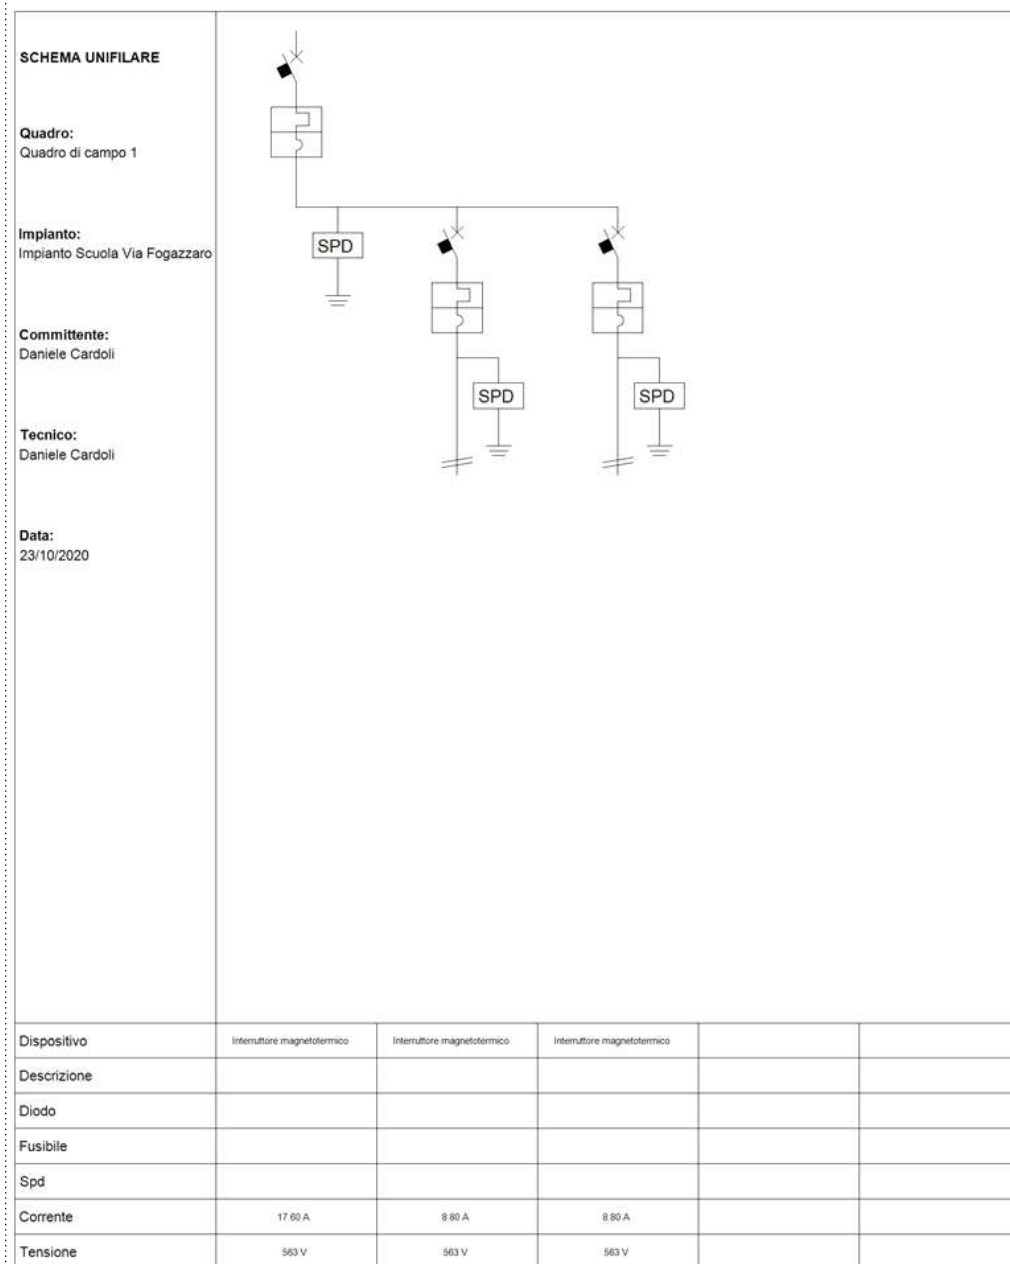 SCHEMA UNIFILARE
Quadro:
Quadro di campo 1
Impianto:
Impianto Scuola Via Fogazzaro
Committente:
Daniele Cardoli
Tecnico:
Daniele Cardoli
Data:
23/10/2020
SPD
SPD
SPD
Dispositivo Interruttore magnetotermico Interruttore magnetotermico Interruttore magnetotermico
Descrizione
Diodo
Fusibile
Spd
Corrente 17.60 A 8.80 A 8.80 A
Tensione 563 V 563 V 563 V